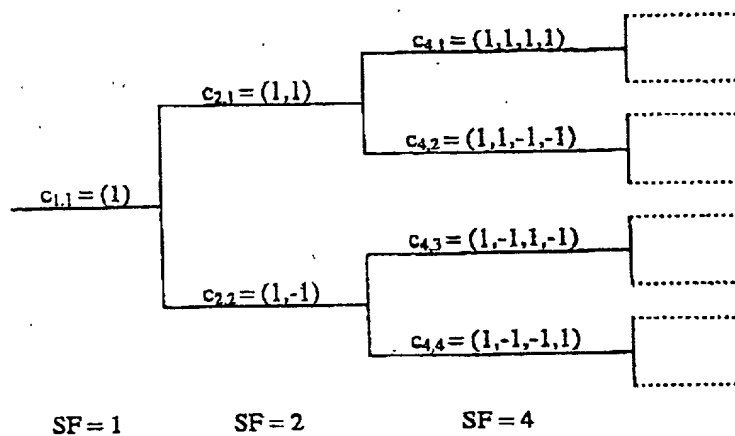 c4,1 = (1,1,1,1)
c2,1 = (1,1)
c4,2 = (1,1,-1,-1)
c1,1 = (1)
c4,3 = (1,-1,1,-1)
c2,2 = (1,-1)
c4,4 = (1,-1,-1,1)
SF = 1 SF = 2 SF = 4